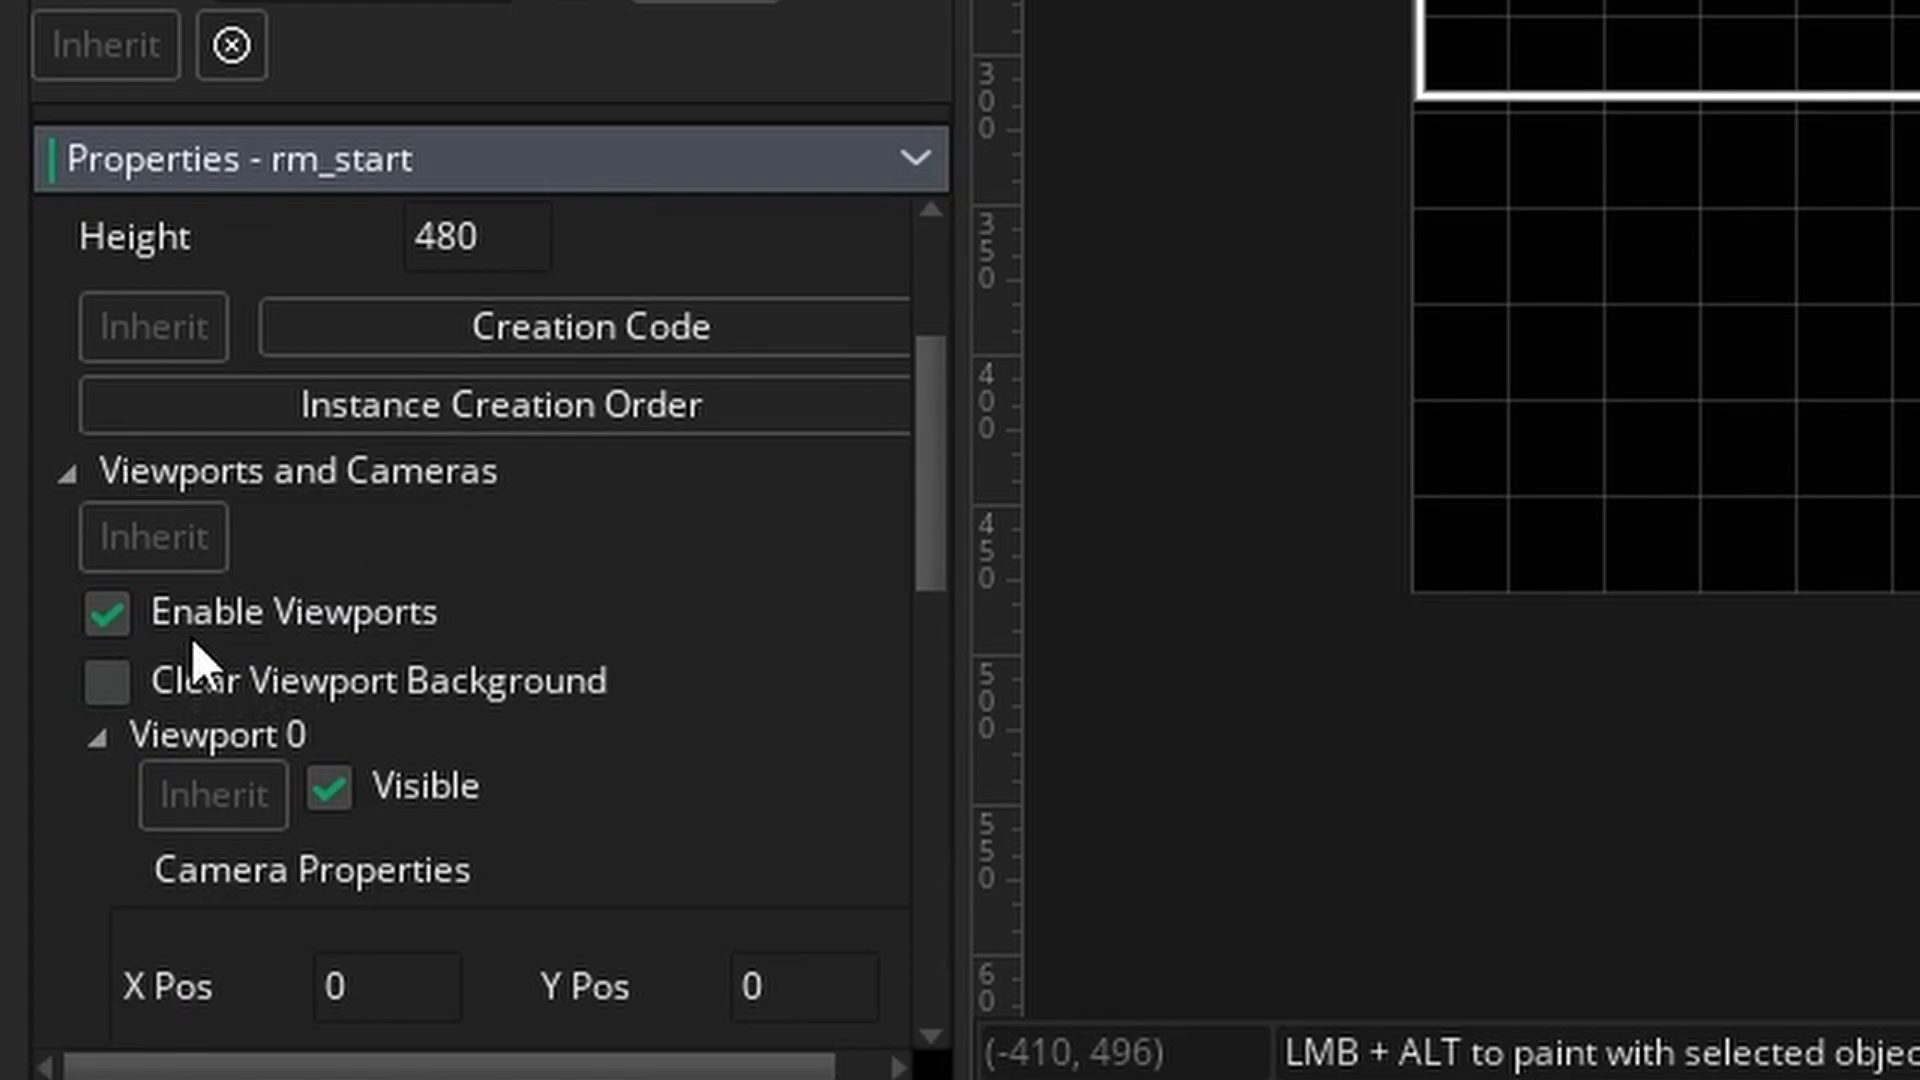 Inherit
Properties - rm_start
Height 480
Inherit Creation Code
Instance Creation Order
Viewports and Cameras
Inherit
Enable Viewports
Clear Viewport Background
Viewport 0
Inherit Visible
Camera Properties
X Pos 0 Y Pos 0
300
350
400
450
500
550
60
(-410, 496) LMB + ALT to paint with selected objec